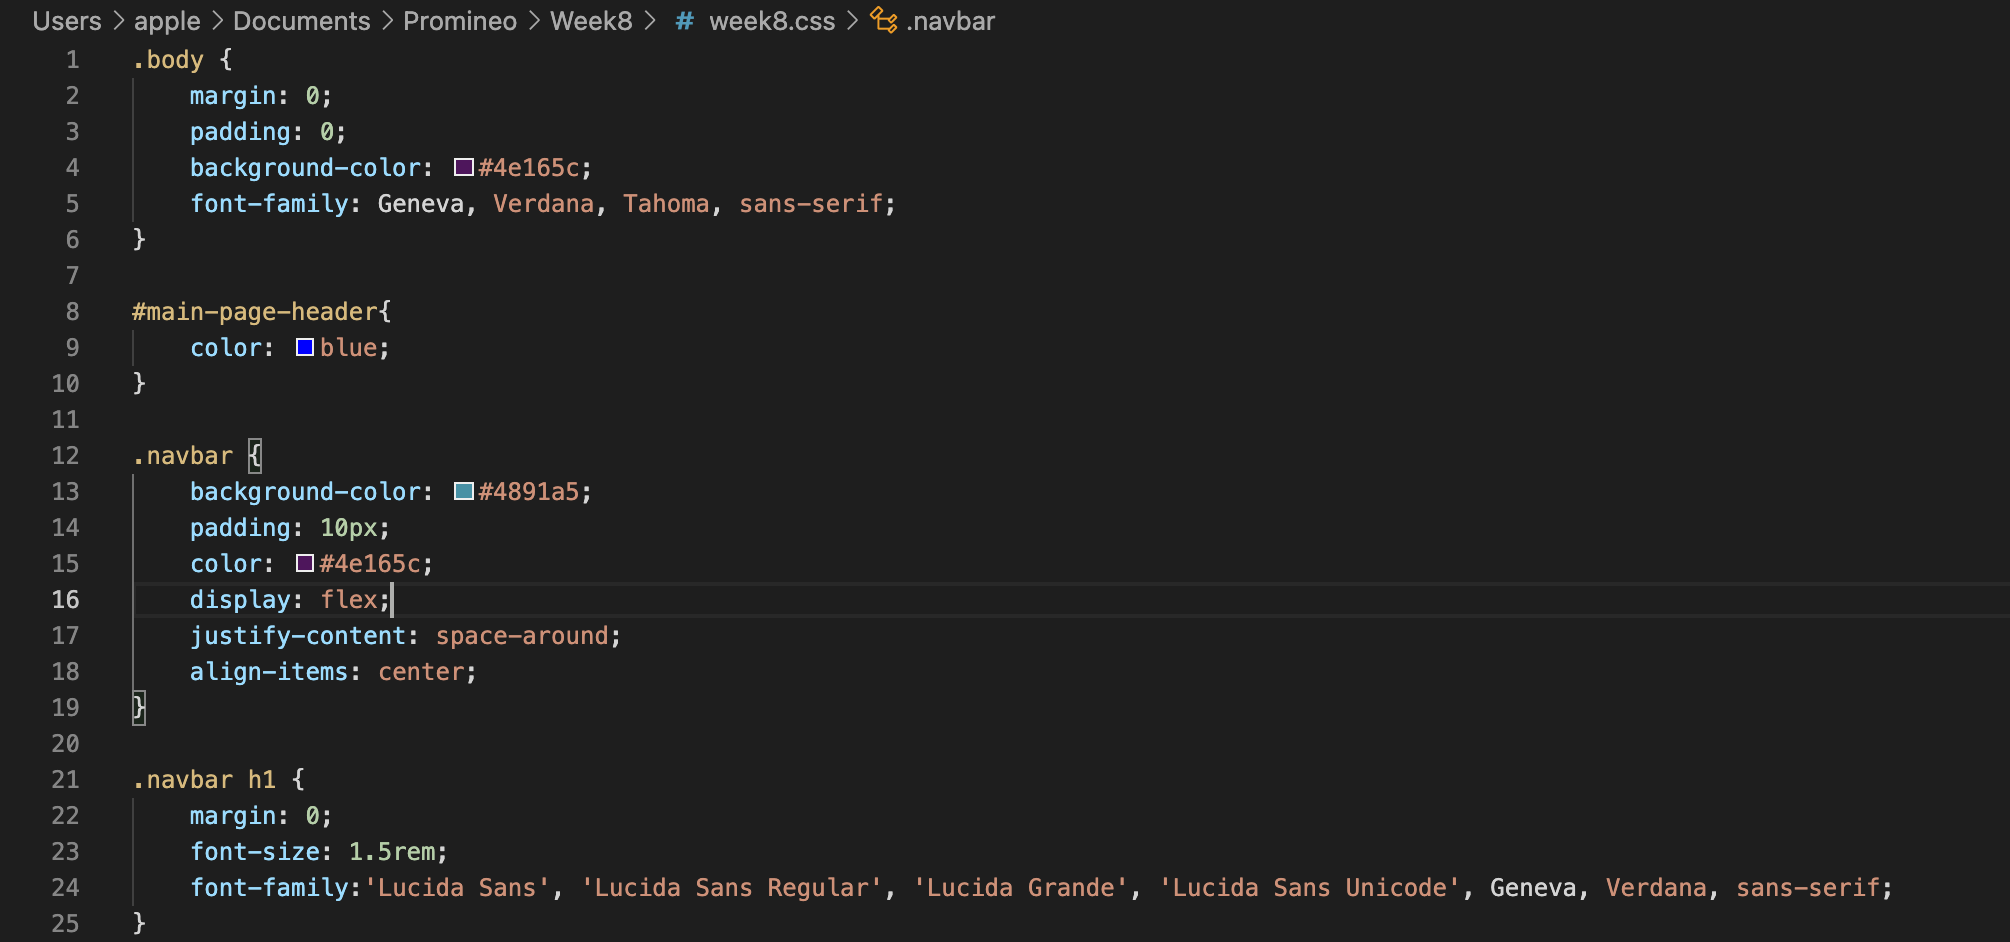 Users > apple > Documents > Promineo > Week8 > # week8.css > .navbar
1 .body {
2 margin: 0;
3 padding: 0;
4 background-color: #4e165c;
5 font-family: Geneva, Verdana, Tahoma, sans-serif;
6 }
7
8 #main-page-header{
9 color: blue;
10 }
11
12 .navbar {
13 background-color: #4891a5;
14 padding: 10px;
15 color: #4e165c;
16 display: flex;
17 justify-content: space-around;
18 align-items: center;
19 }
20
21 .navbar h1 {
22 margin: 0;
23 font-size: 1.5rem;
24 font-family:'Lucida Sans', 'Lucida Sans Regular', 'Lucida Grande', 'Lucida Sans Unicode', Geneva, Verdana, sans-serif;
25 }